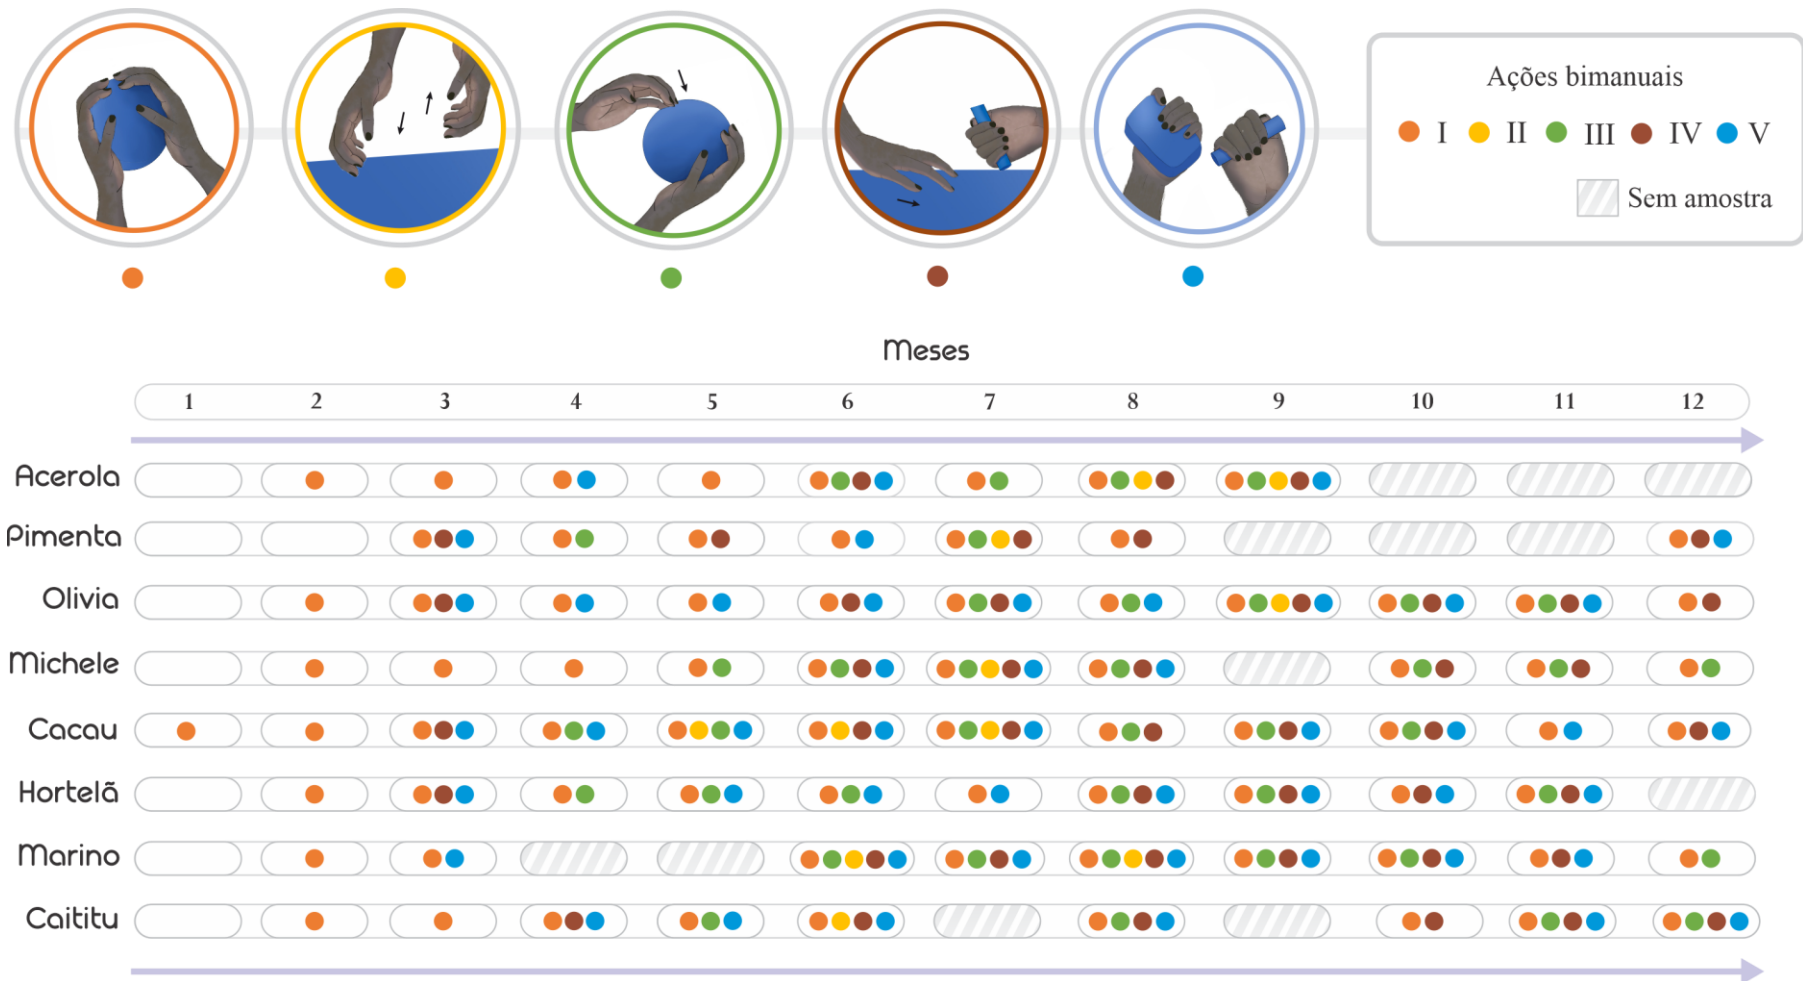 Ações bimanuais
I II III IV V
Sem amostra
Meses
1 2 3 4 5 6 7 8 9 10 11 12
Acerola
Pimenta
Olivia
Michele
Cacau
Hortelã
Marino
Caititu